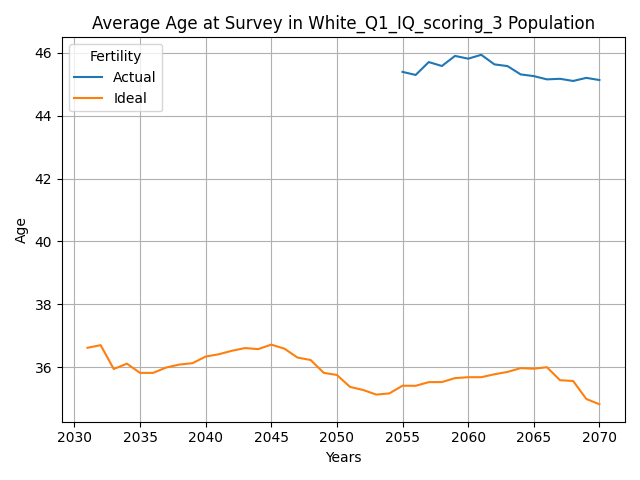 Average Age at Survey in White_Q1_IQ_scoring_3 Population
Fertility
Actual
Ideal
Age
46
44
42
40
38
36
2030 2035 2040 2045 2050 2055 2060 2065 2070
Years